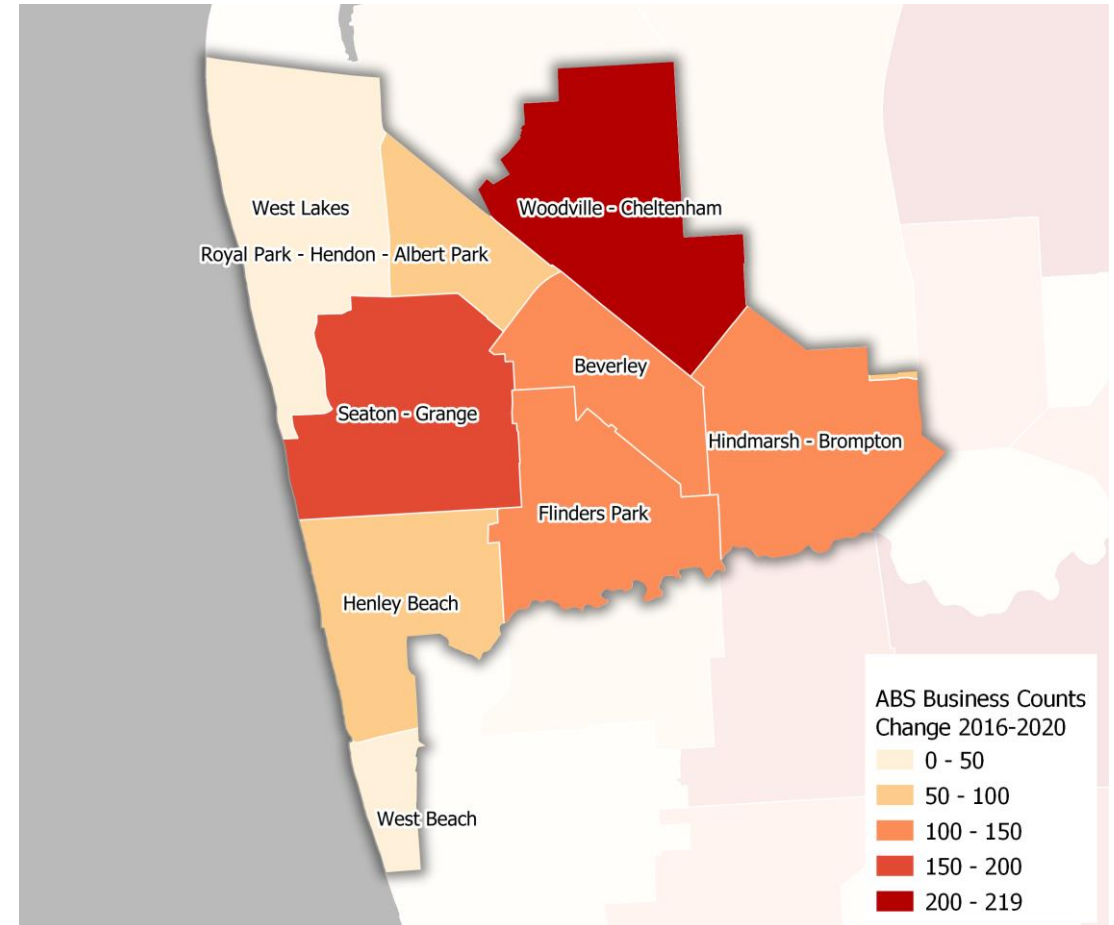 West Lakes
Woodville - Cheltenham
Royal Park - Hendon - Albert Park
Beverley
Seaton - Grange
Hindmarsh - Brompton
Flinders Park
Henley Beach
West Beach
ABS Business Counts
Change 2016-2020
0 - 50
50 - 100
100 - 150
150 - 200
200 - 219